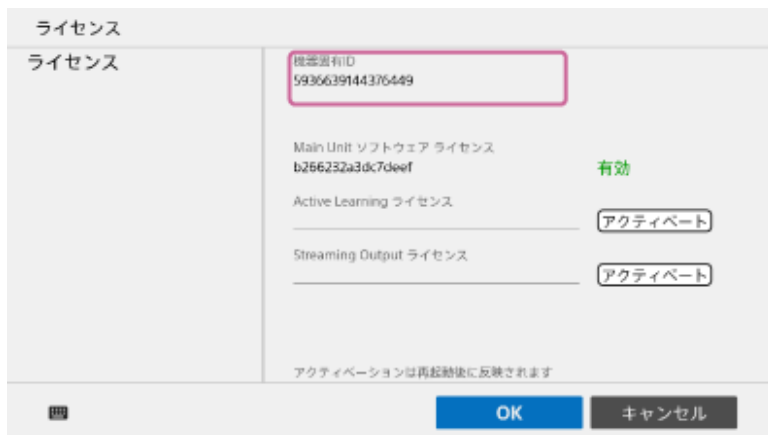 ライセンス
ライセンス
機器固有ID
5936639144376449
Main Unit ソフトウェア ライセンス
b266232a3dc7deef
有効
Active Learning ライセンス
アクティベート
Streaming Output ライセンス
アクティベート
アクティベーションは再起動後に反映されます
OK
キャンセル